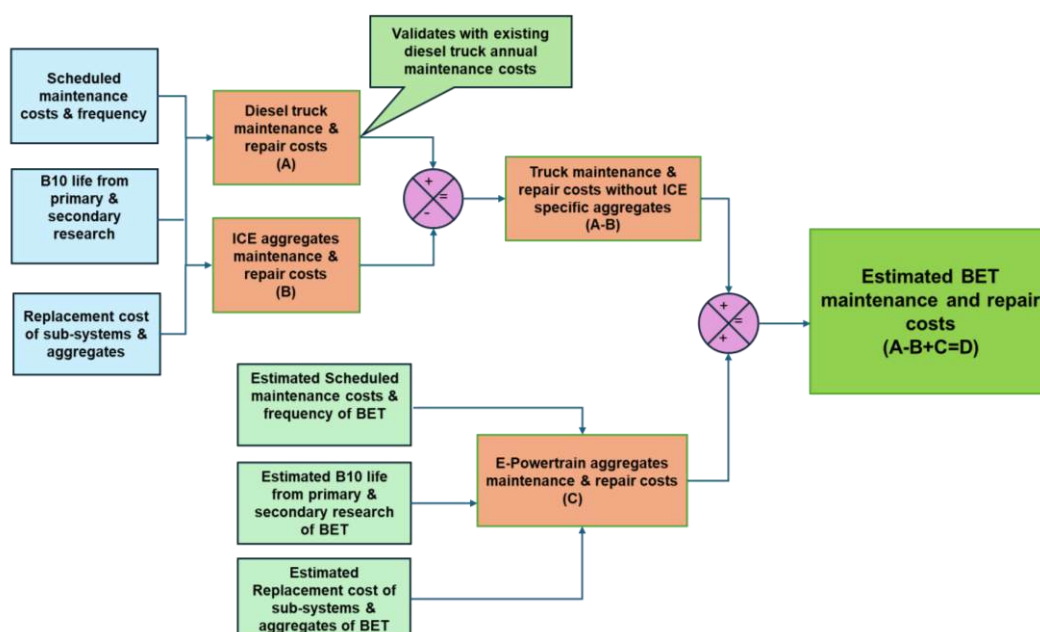 Validates with existing
diesel truck annual
maintenance costs
Scheduled
maintenance
costs & frequency
Diesel truck
maintenance &
repair costs
(A)
B10 life from
primary &
secondary
research
+
=
-
Truck maintenance &
repair costs without ICE
specific aggregates
(A-B)
ICE aggregates
maintenance &
repair costs
(B)
Replacement cost
of sub-systems &
aggregates
+
=
+
Estimated BET
maintenance and repair
costs
(A-B+C=D)
Estimated Scheduled
maintenance costs &
frequency of BET
E-Powertrain aggregates
maintenance & repair costs
(C)
Estimated B10 life
from primary &
secondary research
of BET
Estimated
Replacement cost of
sub-systems &
aggregates of BET